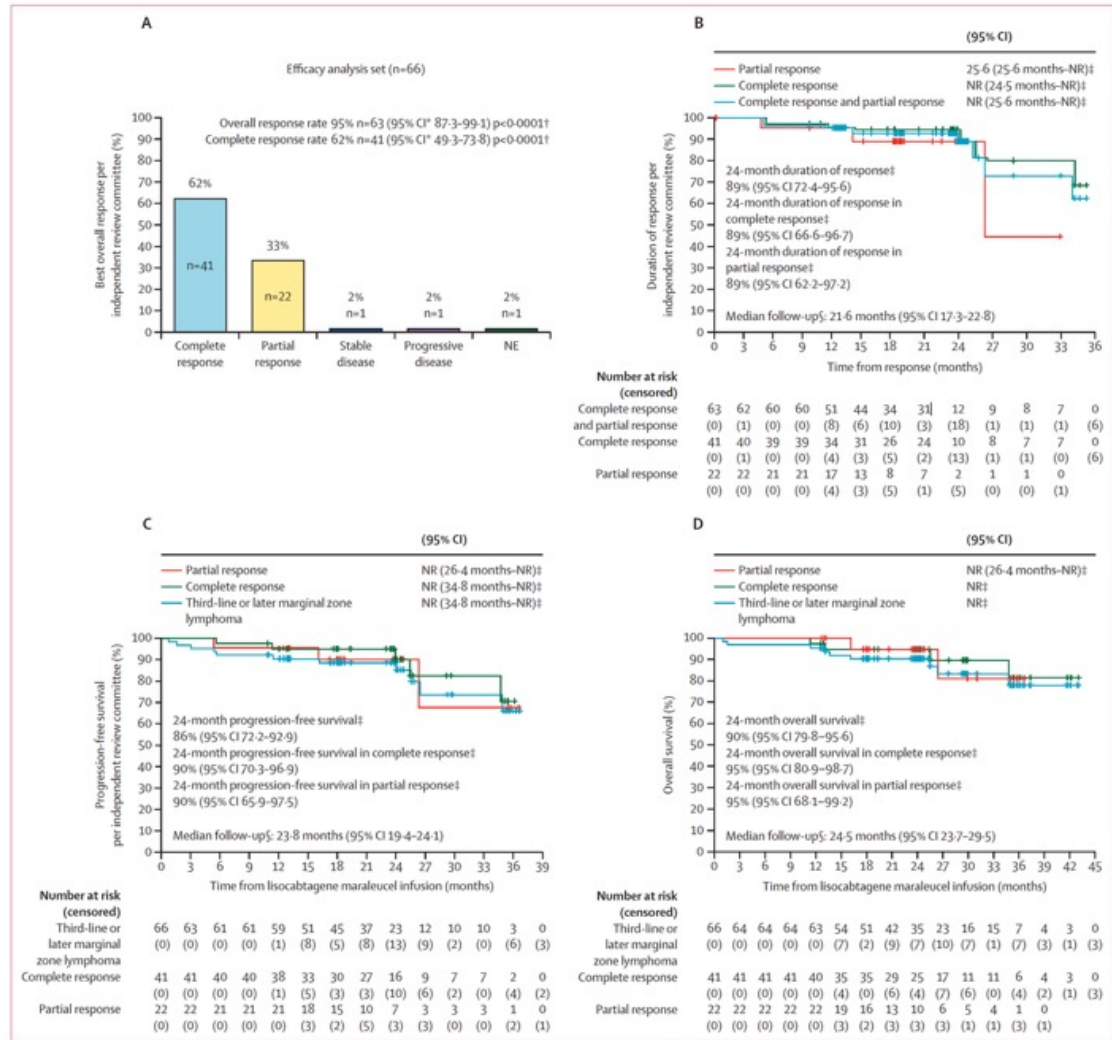 A
Efficacy analysis set (n=66)
Overall response rate 95% n=63 (95% CI* 87·3–99·1) p<0·0001†
Complete response rate 62% n=41 (95% CI* 49·3–73·8) p<0·0001†
Best overall response per
independent review committee (%)
100
90
80
70
60
50
40
30
20
10
0
62%
n=41
33%
n=22
2%
n=1
2%
n=1
2%
n=1
Complete
response
Partial
response
Stable
disease
Progressive
disease
NE
B
(95% CI)
Partial response 25·6 (25·6 months–NR)‡
Complete response NR (24·5 months–NR)‡
Complete response and partial response NR (25·6 months–NR)‡
Duration of response per
independent review committee (%)
100
90
80
70
60
50
40
30
20
10
0
24-month duration of response‡
89% (95% CI 72·4–95·6)
24-month duration of response in
complete response‡
89% (95% CI 66·6–96·7)
24-month duration of response in
partial response‡
89% (95% CI 62·2–97·2)
Median follow-up§: 21·6 months (95% CI 17·3–22·8)
0 3 6 9 12 15 18 21 24 27 30 33 36
Time from response (months)
Number at risk
(censored)
Complete response 63 62 60 60 51 44 34 31 12 9 8 7 0
and partial response (0) (1) (0) (0) (8) (6) (10) (3) (18) (1) (1) (1) (6)
Complete response 41 40 39 39 34 31 26 24 10 8 7 7 0
(0) (1) (0) (0) (4) (3) (5) (2) (13) (1) (1) (0) (6)
Partial response 22 22 21 21 17 13 8 7 2 1 1 0
(0) (0) (0) (0) (4) (3) (5) (1) (5) (0) (0) (1)
C
(95% CI)
Partial response NR (26·4 months–NR)‡
Complete response NR (34·8 months–NR)‡
Third-line or later marginal zone NR (34·8 months–NR)‡
lymphoma
Progression-free survival
per independent review committee (%)
100
90
80
70
60
50
40
30
20
10
0
24-month progression-free survival‡
86% (95% CI 72·2–92·9)
24-month progression-free survival in complete response‡
90% (95% CI 70·3–96·9)
24-month progression-free survival in partial response‡
90% (95% CI 65·9–97·5)
Median follow-up§: 23·8 months (95% CI 19·4–24·1)
0 3 6 9 12 15 18 21 24 27 30 33 36 39
Time from lisocabtagene maraleucel infusion (months)
Number at risk
(censored)
Third-line or 66 63 61 61 59 51 45 37 23 12 10 10 3 0
later marginal (0) (0) (0) (0) (1) (8) (5) (8) (13) (9) (2) (0) (6) (3)
zone lymphoma
Complete response 41 41 40 40 38 33 30 27 16 9 7 7 2 0
(0) (0) (0) (0) (1) (5) (3) (3) (10) (6) (2) (0) (4) (2)
Partial response 22 22 21 21 21 18 15 10 7 3 3 3 1 0
(0) (0) (0) (0) (0) (3) (2) (5) (3) (3) (0) (0) (2) (1)
D
(95% CI)
Partial response NR (26·4 months–NR)‡
Complete response NR‡
Third-line or later marginal zone NR‡
lymphoma
Overall survival (%)
100
90
80
70
60
50
40
30
20
10
0
24-month overall survival‡
90% (95% CI 79·8–95·6)
24-month overall survival in complete response‡
95% (95% CI 80·9–98·7)
24-month overall survival in partial response‡
95% (95% CI 68·1–99·2)
Median follow-up§: 24·5 months (95% CI 23·7–29·5)
0 3 6 9 12 15 18 21 24 27 30 33 36 39 42 45
Time from lisocabtagene maraleucel infusion (months)
Number at risk
(censored)
Third-line or 66 64 64 64 63 54 51 42 35 23 16 15 7 4 3 0
later marginal (0) (0) (0) (0) (0) (7) (2) (9) (7) (10) (7) (1) (7) (3) (1) (3)
zone lymphoma
Complete response 41 41 41 41 40 35 35 29 25 17 11 11 6 4 3 0
(0) (0) (0) (0) (0) (4) (0) (6) (4) (7) (6) (0) (4) (2) (1) (3)
Partial response 22 22 22 22 22 19 16 13 10 6 5 4 1 0
(0) (0) (0) (0) (0) (3) (2) (3) (3) (3) (1) (1) (3) (1)